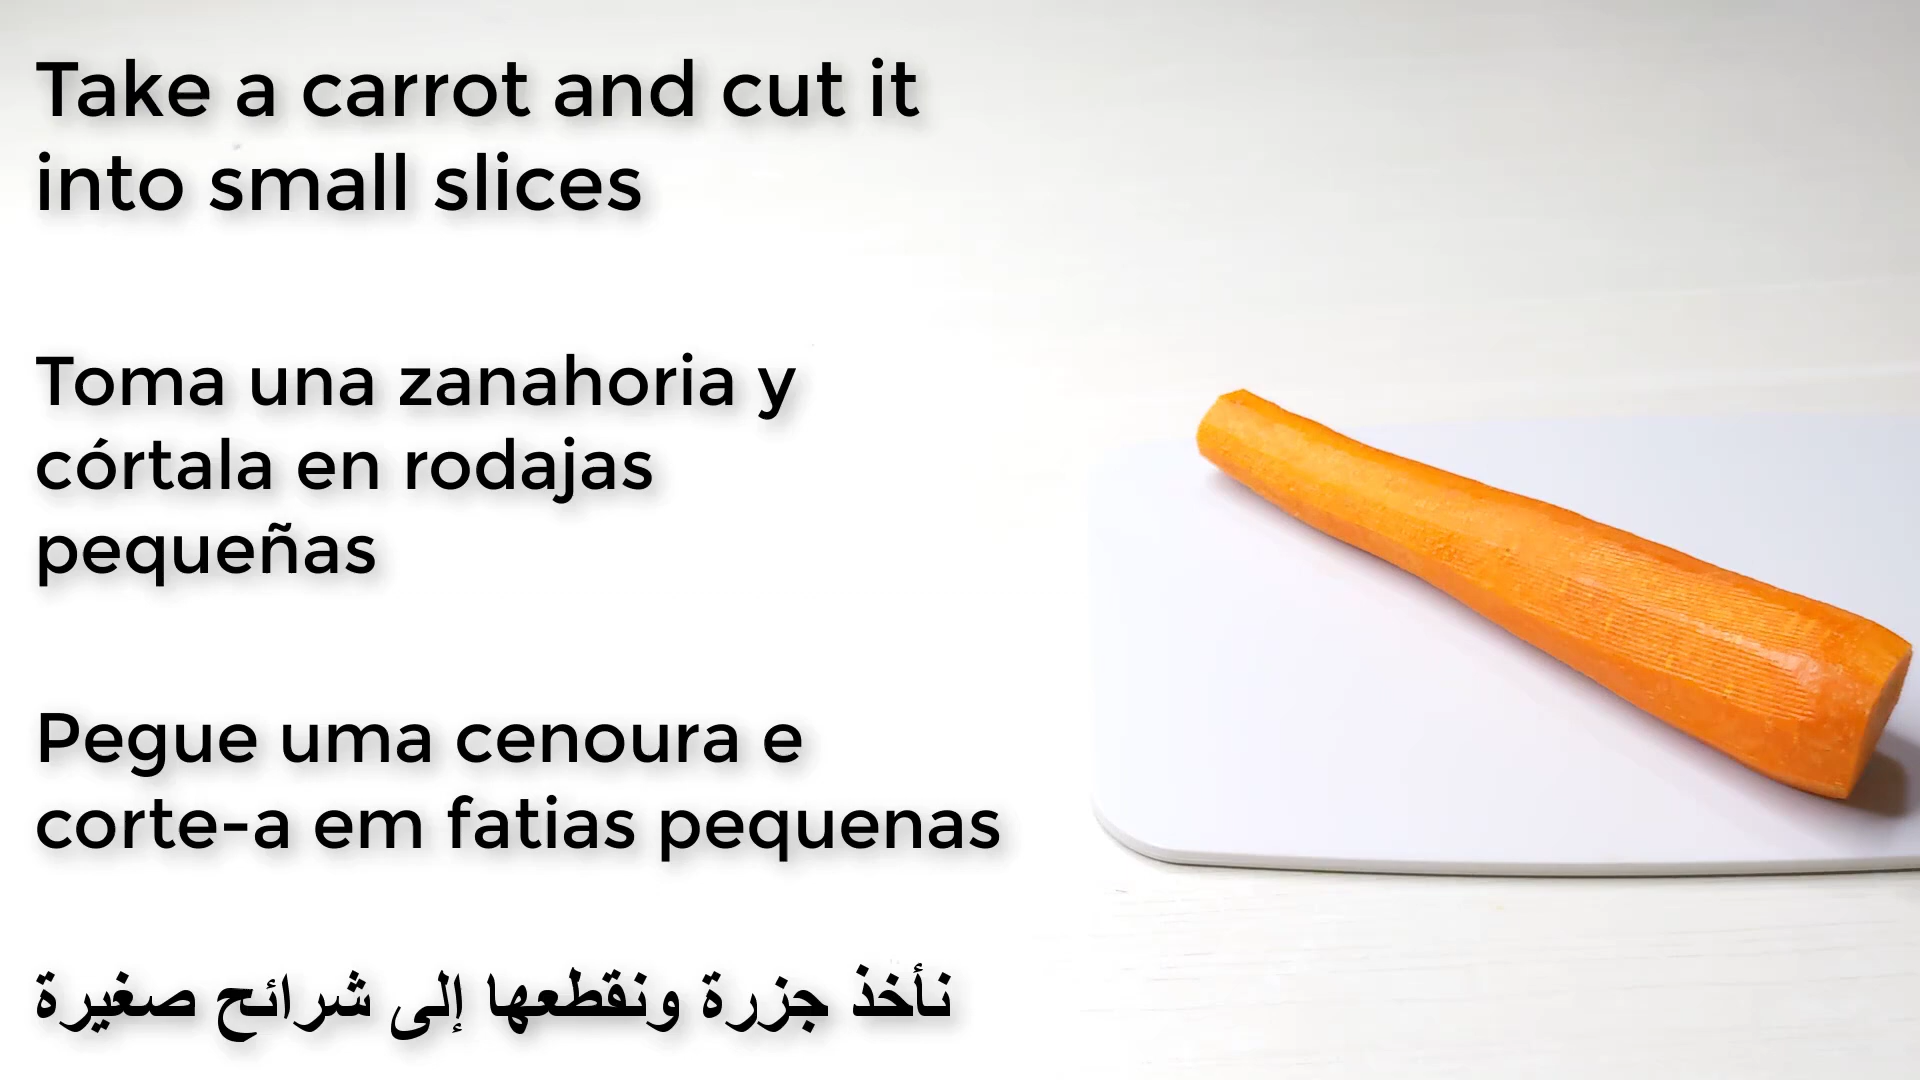 Take a carrot and cut it
into small slices
Toma una zanahoria y
córtala en rodajas
pequeñas
Pegue uma cenoura e
corte-a em fatias pequenas
نأخذ جزرة ونقطعها إلى شرائح صغيرة